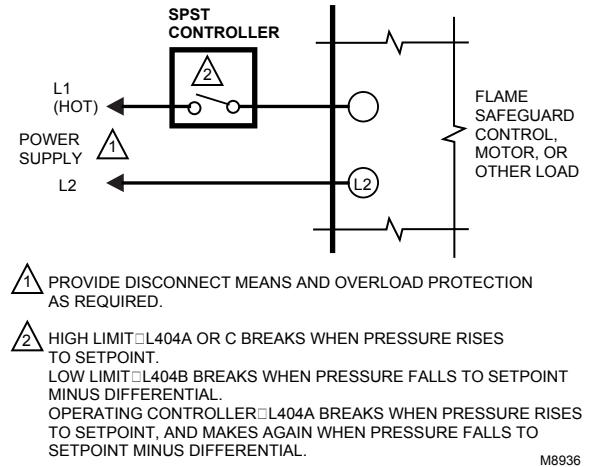 SPST
CONTROLLER
2
L1
(HOT)
POWER
SUPPLY
1
L2
L2
FLAME
SAFEGUARD
CONTROL,
MOTOR, OR
OTHER LOAD
1 PROVIDE DISCONNECT MEANS AND OVERLOAD PROTECTION
AS REQUIRED.
2 HIGH LIMIT□L404A OR C BREAKS WHEN PRESSURE RISES
TO SETPOINT.
LOW LIMIT□L404B BREAKS WHEN PRESSURE FALLS TO SETPOINT
MINUS DIFFERENTIAL.
OPERATING CONTROLLER□L404A BREAKS WHEN PRESSURE RISES
TO SETPOINT, AND MAKES AGAIN WHEN PRESSURE FALLS TO
SETPOINT MINUS DIFFERENTIAL.
M8936